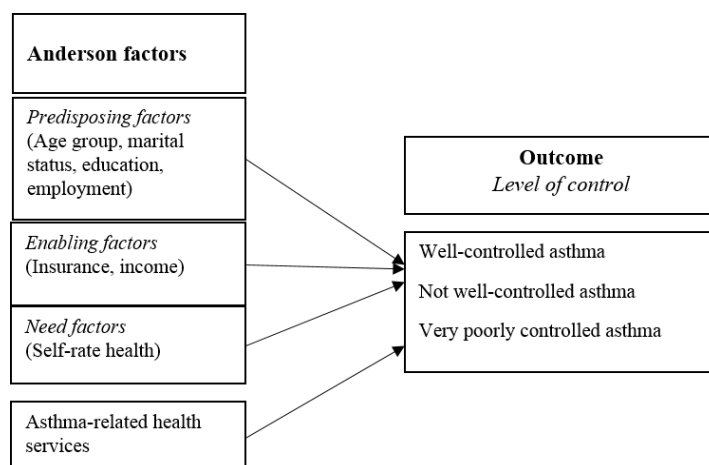 Anderson factors
Predisposing factors
(Age group, marital
status, education,
employment)
Enabling factors
(Insurance, income)
Need factors
(Self-rate health)
Asthma-related health
services
Outcome
Level of control
Well-controlled asthma
Not well-controlled asthma
Very poorly controlled asthma